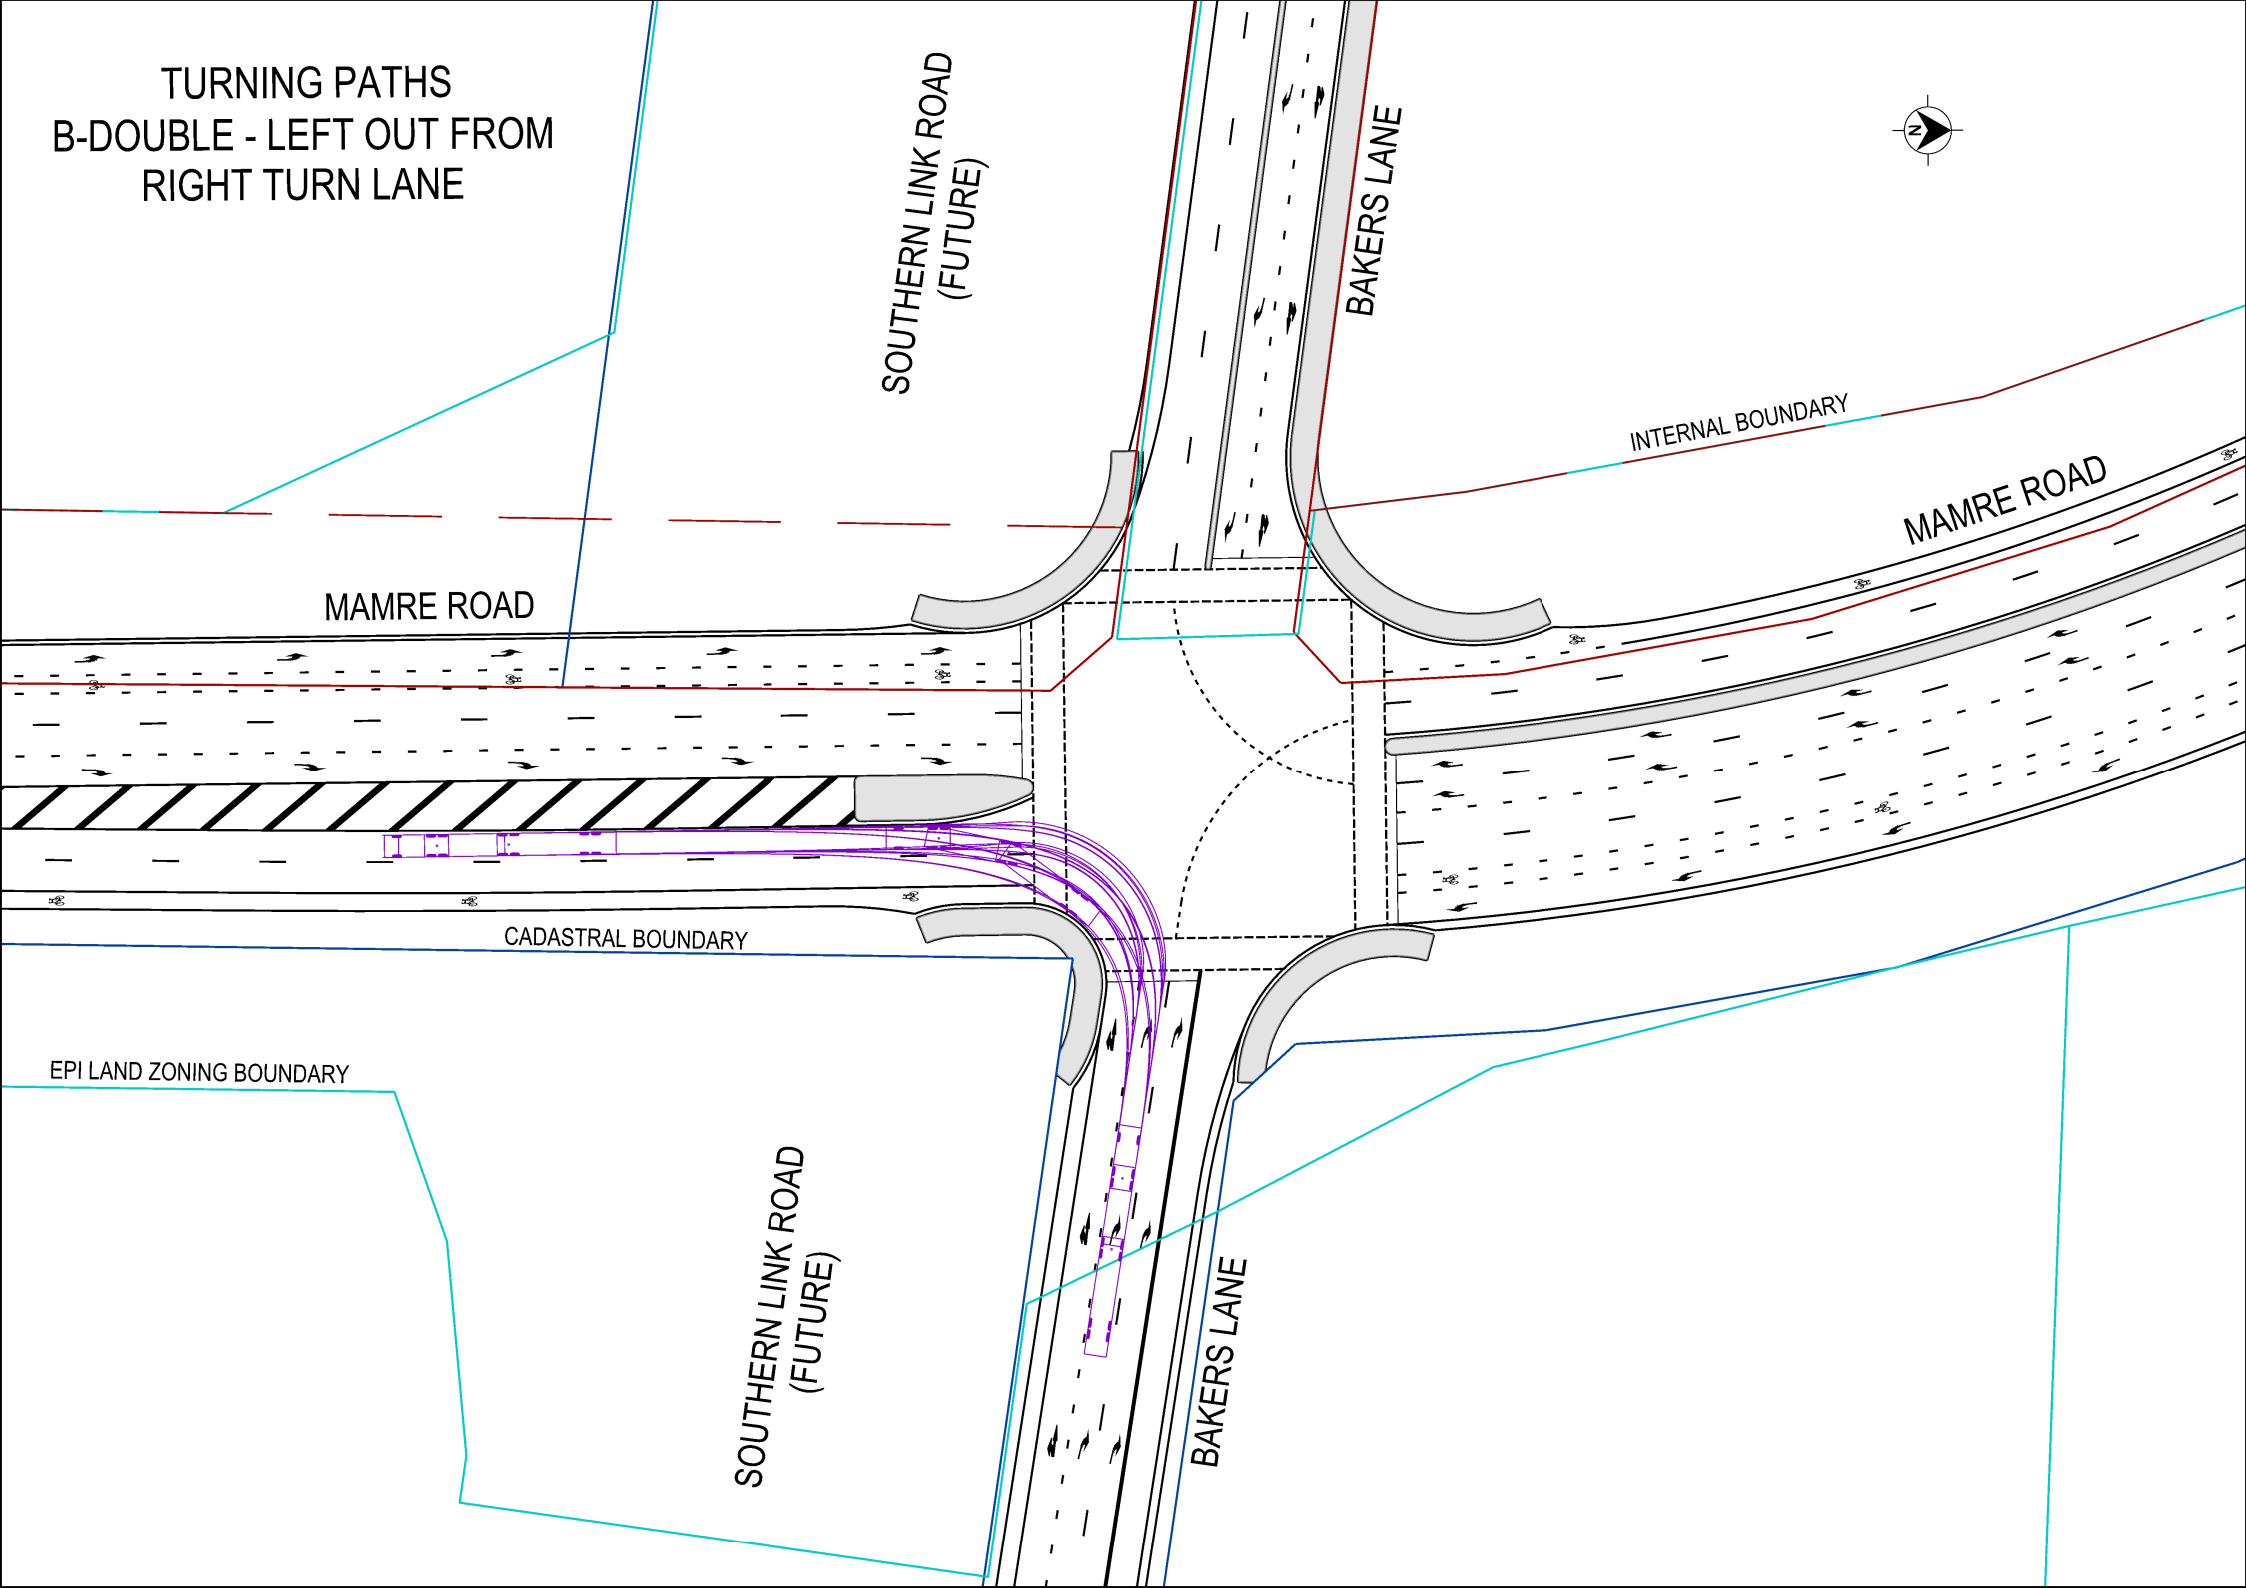 TURNING PATHS
B-DOUBLE - LEFT OUT FROM
RIGHT TURN LANE
SOUTHERN LINK ROAD
(FUTURE)
BAKERS LANE
N
INTERNAL BOUNDARY
MAMRE ROAD
MAMRE ROAD
CADASTRAL BOUNDARY
EPI LAND ZONING BOUNDARY
SOUTHERN LINK ROAD
(FUTURE)
BAKERS LANE